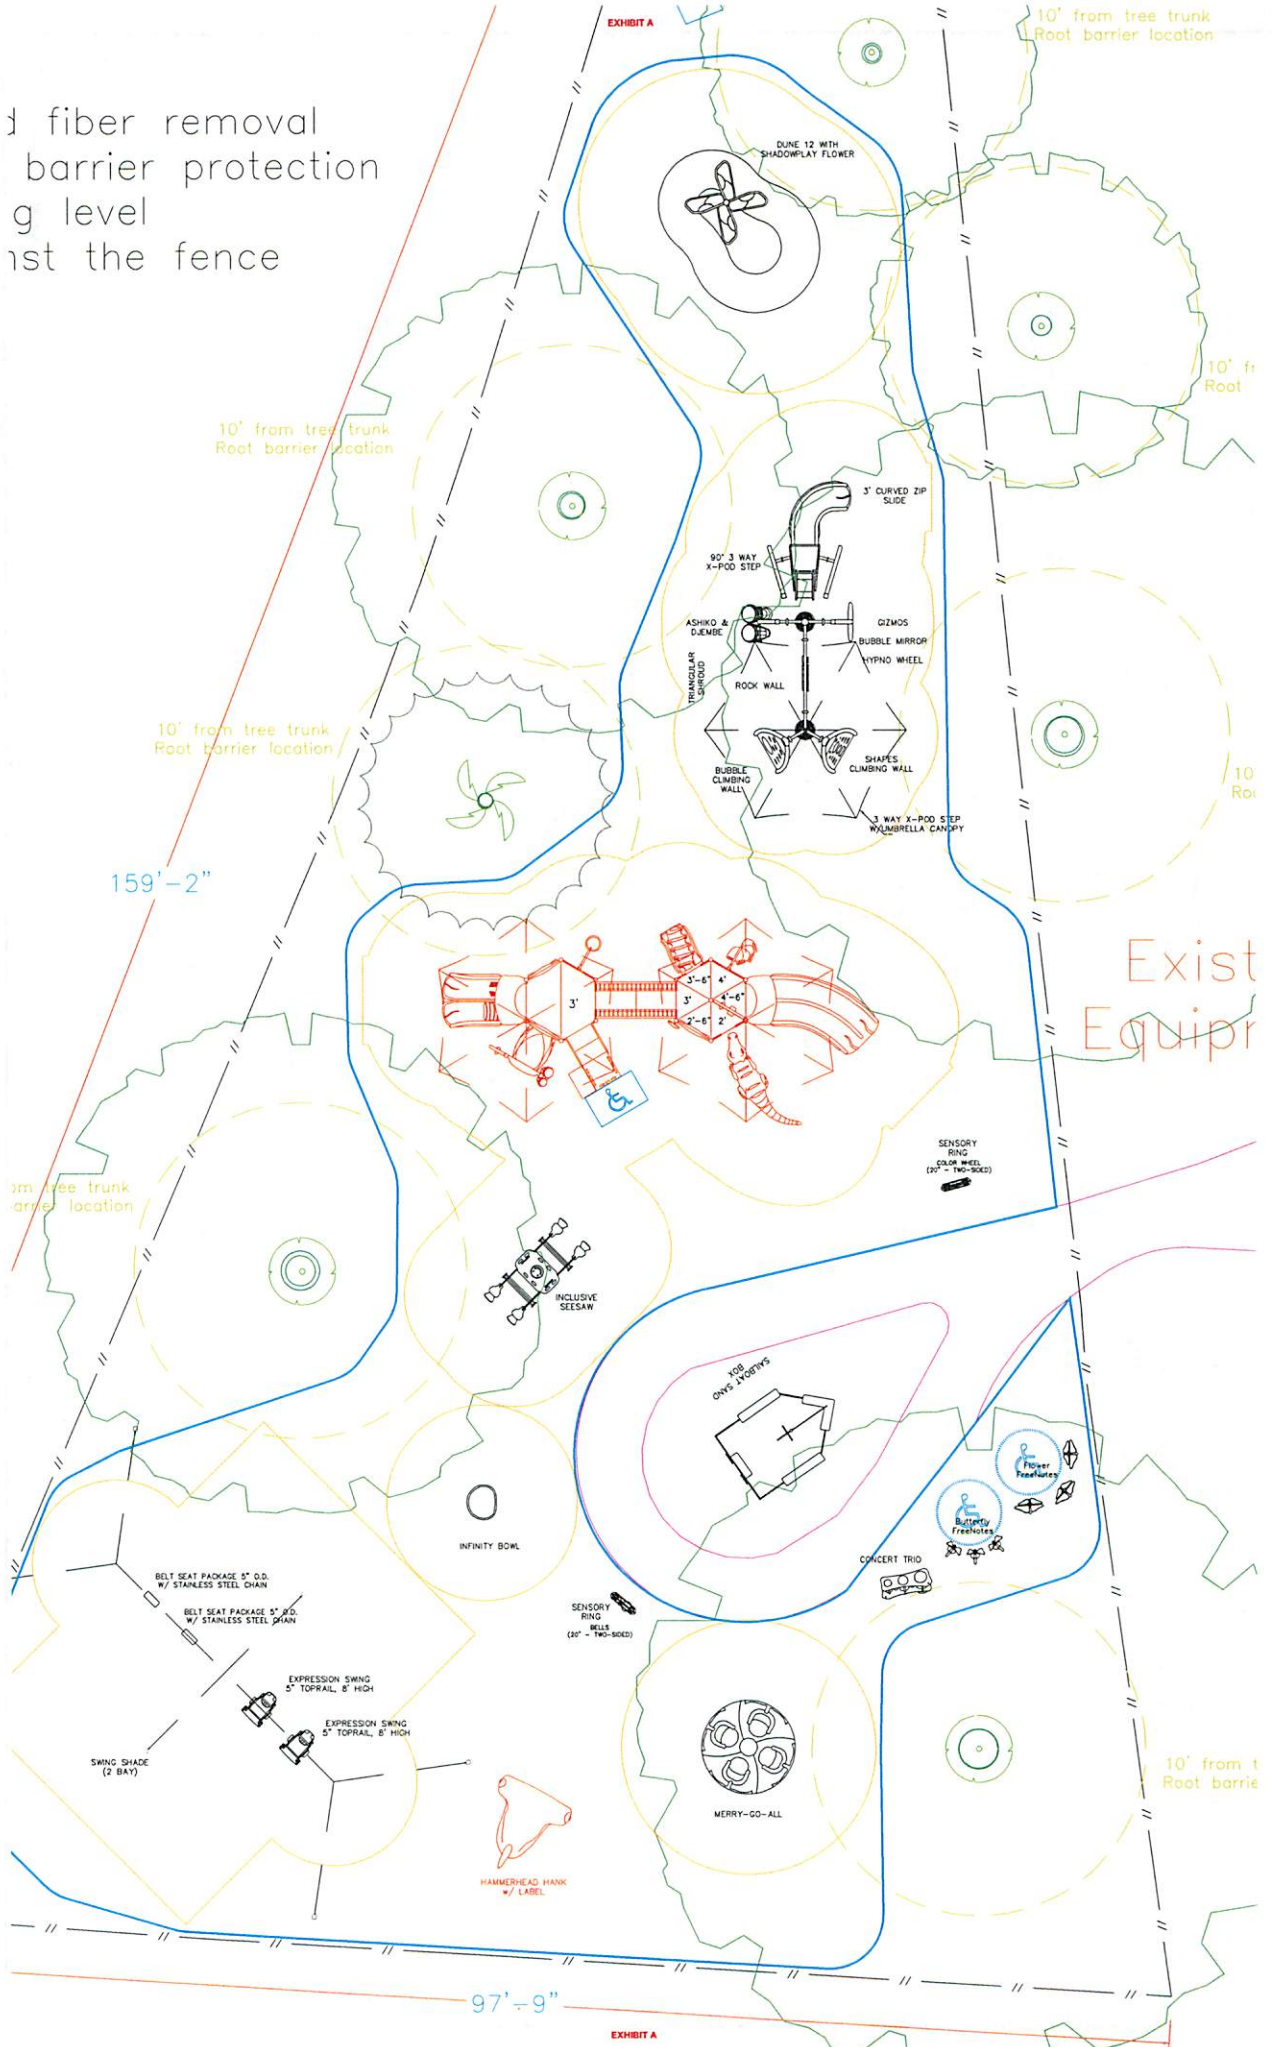 EXHIBIT A
10' from tree trunk
Root barrier location
fiber removal
barrier protection
g level
the fence
DUNE 12 WITH
SHADOWPLAY FLOWER
10'
Root
10' from tree trunk
Root barrier location
3' CURVED ZIP
SLIDE
90° 3 WAY
X-POD STEP
ASHIKO &
DJEMBE
GIZMOS
BUBBLE MIRROR
HYPNO WHEEL
TRIANGULAR
SHROUD
ROCK WALL
10' from tree trunk
Root barrier location
BUBBLE
CLIMBING
WALL
SHAPES
CLIMBING WALL
10
3 WAY X-POD STEP
W/UMBRELLA CANOPY
159'-2"
Exist
Equipr
3'
3'-6"
4'
3'
4'-6"
2'-6"
2'
SENSORY
RING
COLOR WHEEL
(20" - TWO-SIDED)
tree trunk
location
INCLUSIVE
SEESAW
SAILBOAT SAND
BOX
Flower
FreeNotes
Butterfly
FreeNotes
INFINITY BOWL
CONCERT TRIO
BELT SEAT PACKAGE 5" O.D.
W/ STAINLESS STEEL CHAIN
BELT SEAT PACKAGE 5" O.D.
W/ STAINLESS STEEL CHAIN
SENSORY
RING
BELLS
(20" - TWO-SIDED)
EXPRESSION SWING
5" TOPRAIL, 8' HIGH
EXPRESSION SWING
5" TOPRAIL, 8' HIGH
SWING SHADE
(2 BAY)
10' from t
Root barrie
MERRY-GO-ALL
HAMMERHEAD HANK
w/ LABEL
97'-9"
EXHIBIT A